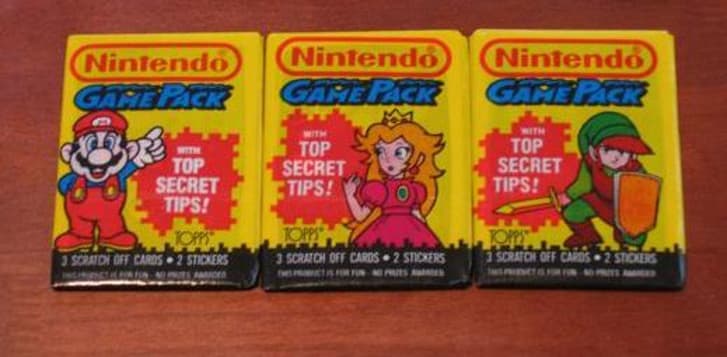 Nintendo®
GAME PACK
WITH
TOP
SECRET
TIPS!
TOPPS®
3 SCRATCH OFF CARDS • 2 STICKERS
THIS PRODUCT IS FOR FUN - NO PRIZES AWARDED
Nintendo®
GAME PACK
WITH
TOP
SECRET
TIPS!
TOPPS®
3 SCRATCH OFF CARDS • 2 STICKERS
THIS PRODUCT IS FOR FUN - NO PRIZES AWARDED
Nintendo®
GAME PACK
WITH
TOP
SECRET
TIPS!
TOPPS®
3 SCRATCH OFF CARDS • 2 STICKERS
THIS PRODUCT IS FOR FUN - NO PRIZES AWARDED